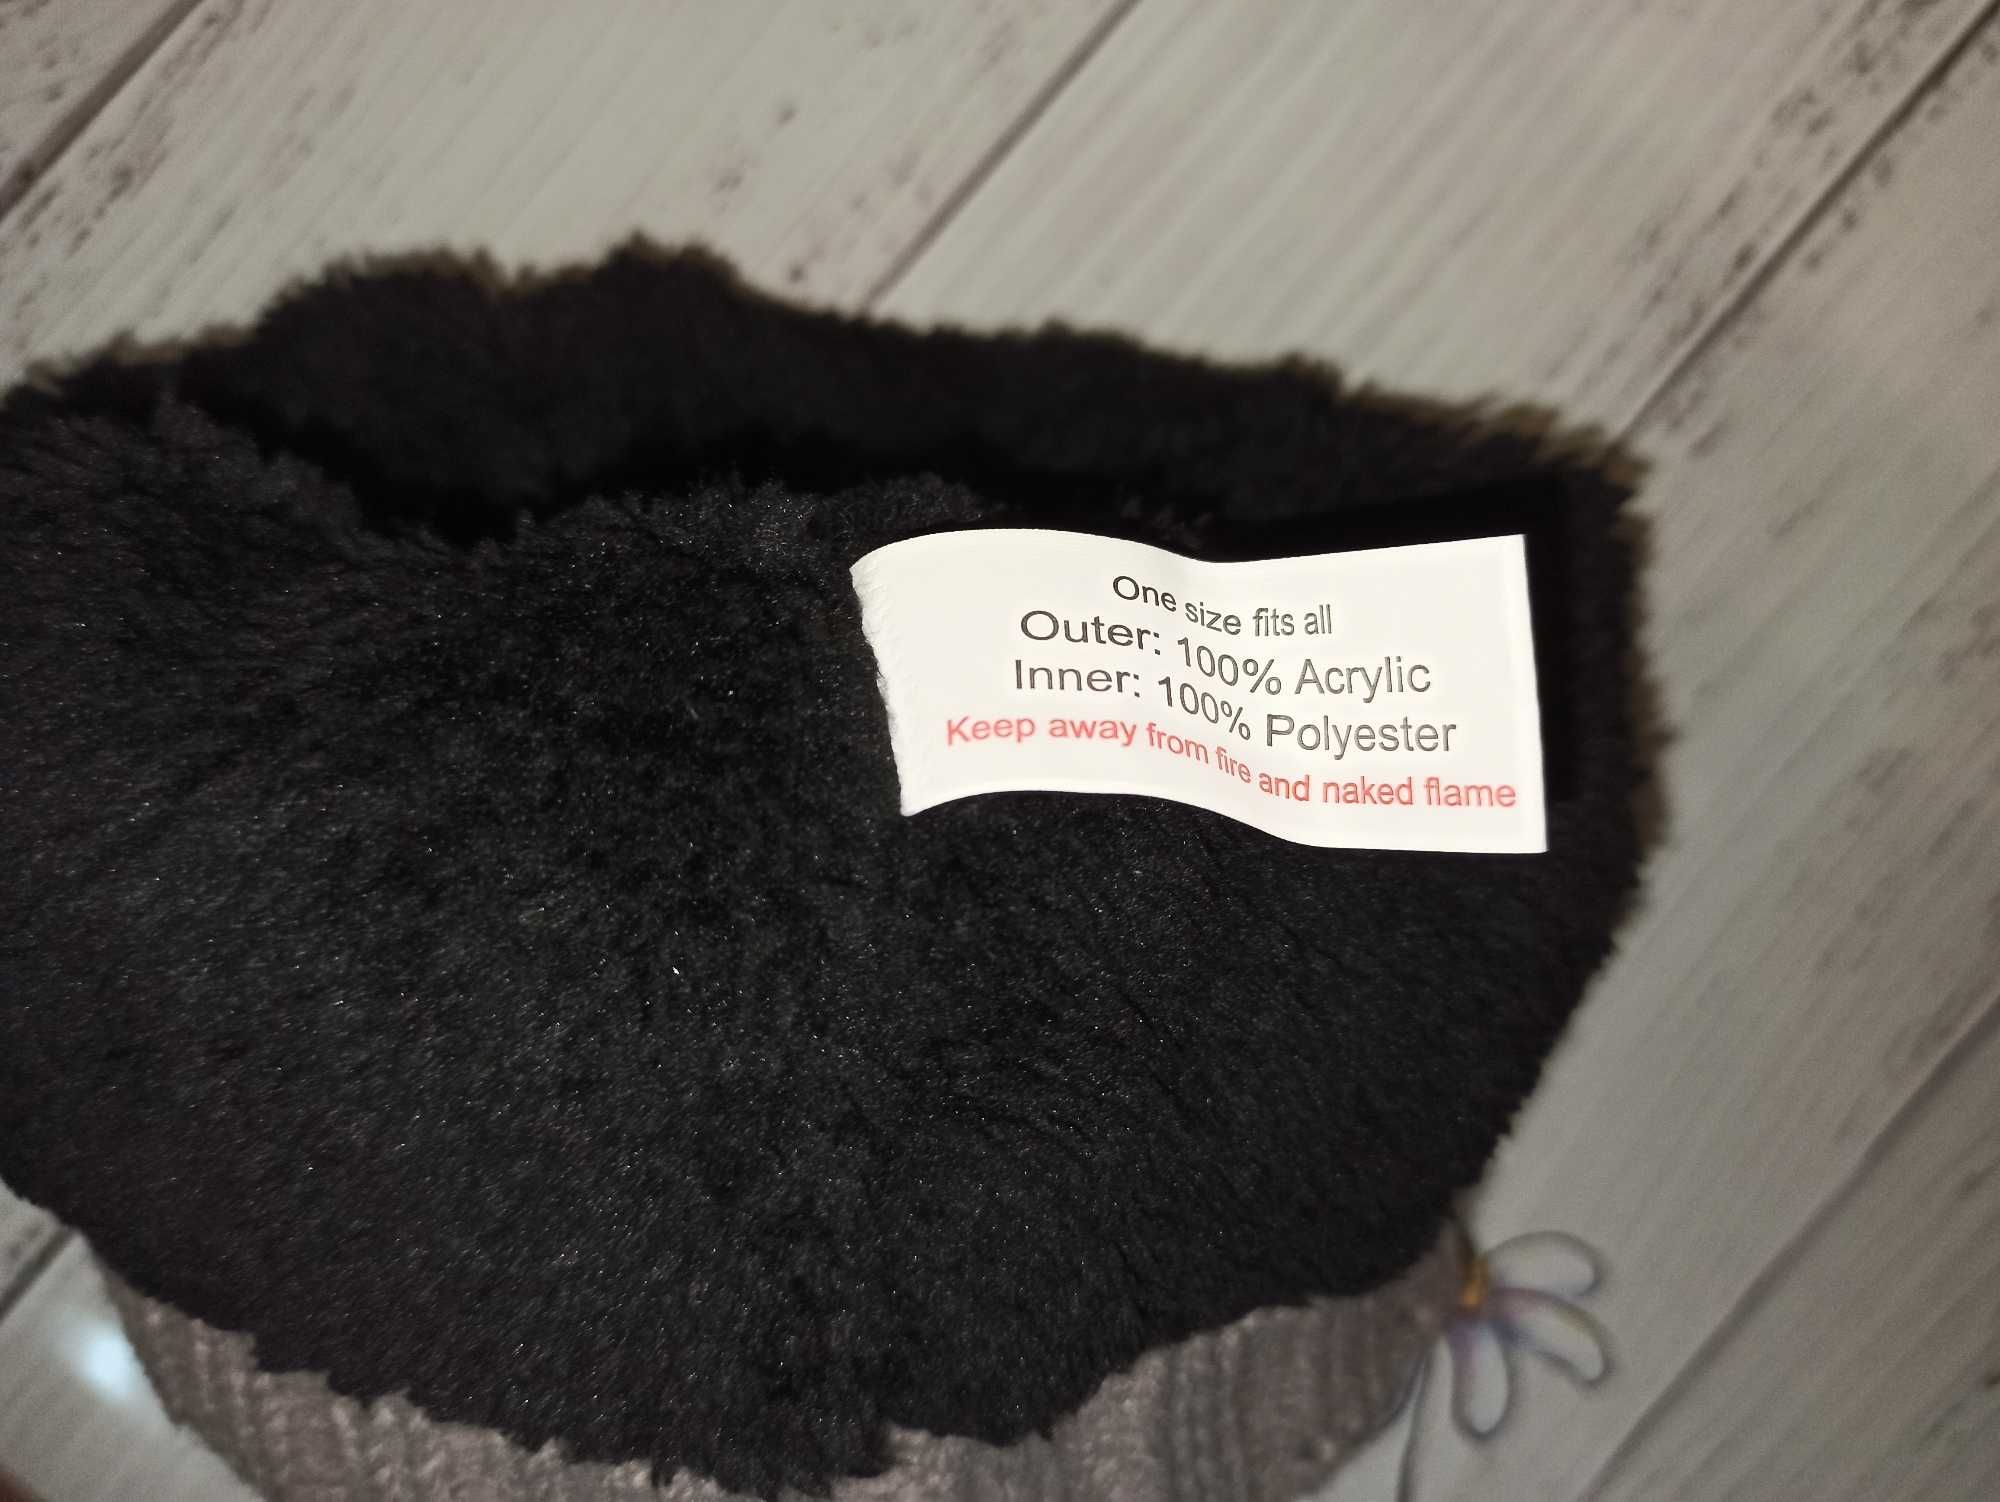 One size fits all
Outer: 100% Acrylic
Inner: 100% Polyester
Keep away from fire and naked flame